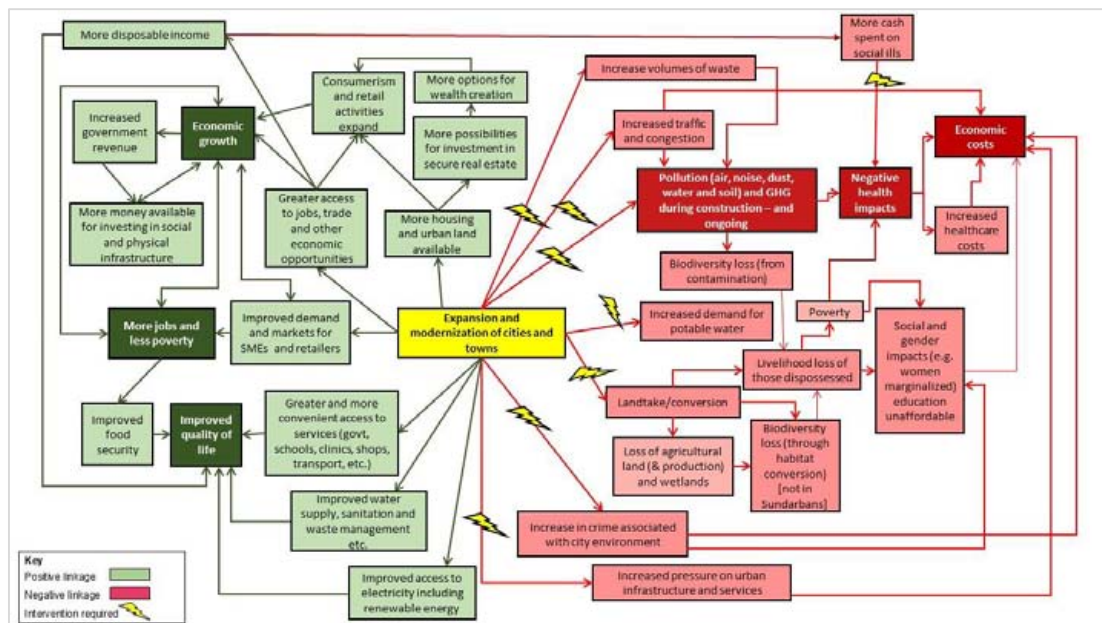 More disposable income
More cash
spent on
social ills
Increase volumes of waste
More options for
wealth creation
Consumerism
and retail
activities
expand
Increased
government
revenue
Economic
growth
More possibilities
for investment in
secure real estate
Increased traffic
and congestion
Economic
costs
Pollution (air, noise, dust,
water and soil) and GHG
during construction – and
ongoing
Negative
health
impacts
Greater access
to jobs, trade
and other
economic
opportunities
More housing
and urban land
available
More money available
for investing in social
and physical
infrastructure
Increased
healthcare
costs
Biodiversity loss (from
contamination)
More jobs and
less poverty
Improved demand
and markets for
SMEs and retailers
Expansion and
modernization of cities and
towns
Increased demand for
potable water
Poverty
Social and
gender
impacts (e.g.
women
marginalized)
education
unaffordable
Livelihood loss of
those dispossessed
Landtake/conversion
Improved
food
security
Improved
quality of
life
Greater and more
convenient access to
services (govt,
schools, clinics, shops,
transport, etc.)
Loss of agricultural
land (& production)
and wetlands
Biodiversity
loss (through
habitat
conversion)
[not in
Sundarbans]
Improved water
supply, sanitation and
waste management
etc.
Increase in crime associated
with city environment
Improved access to
electricity including
renewable energy
Increased pressure on urban
infrastructure and services
Key
Positive linkage
Negative linkage
Intervention required